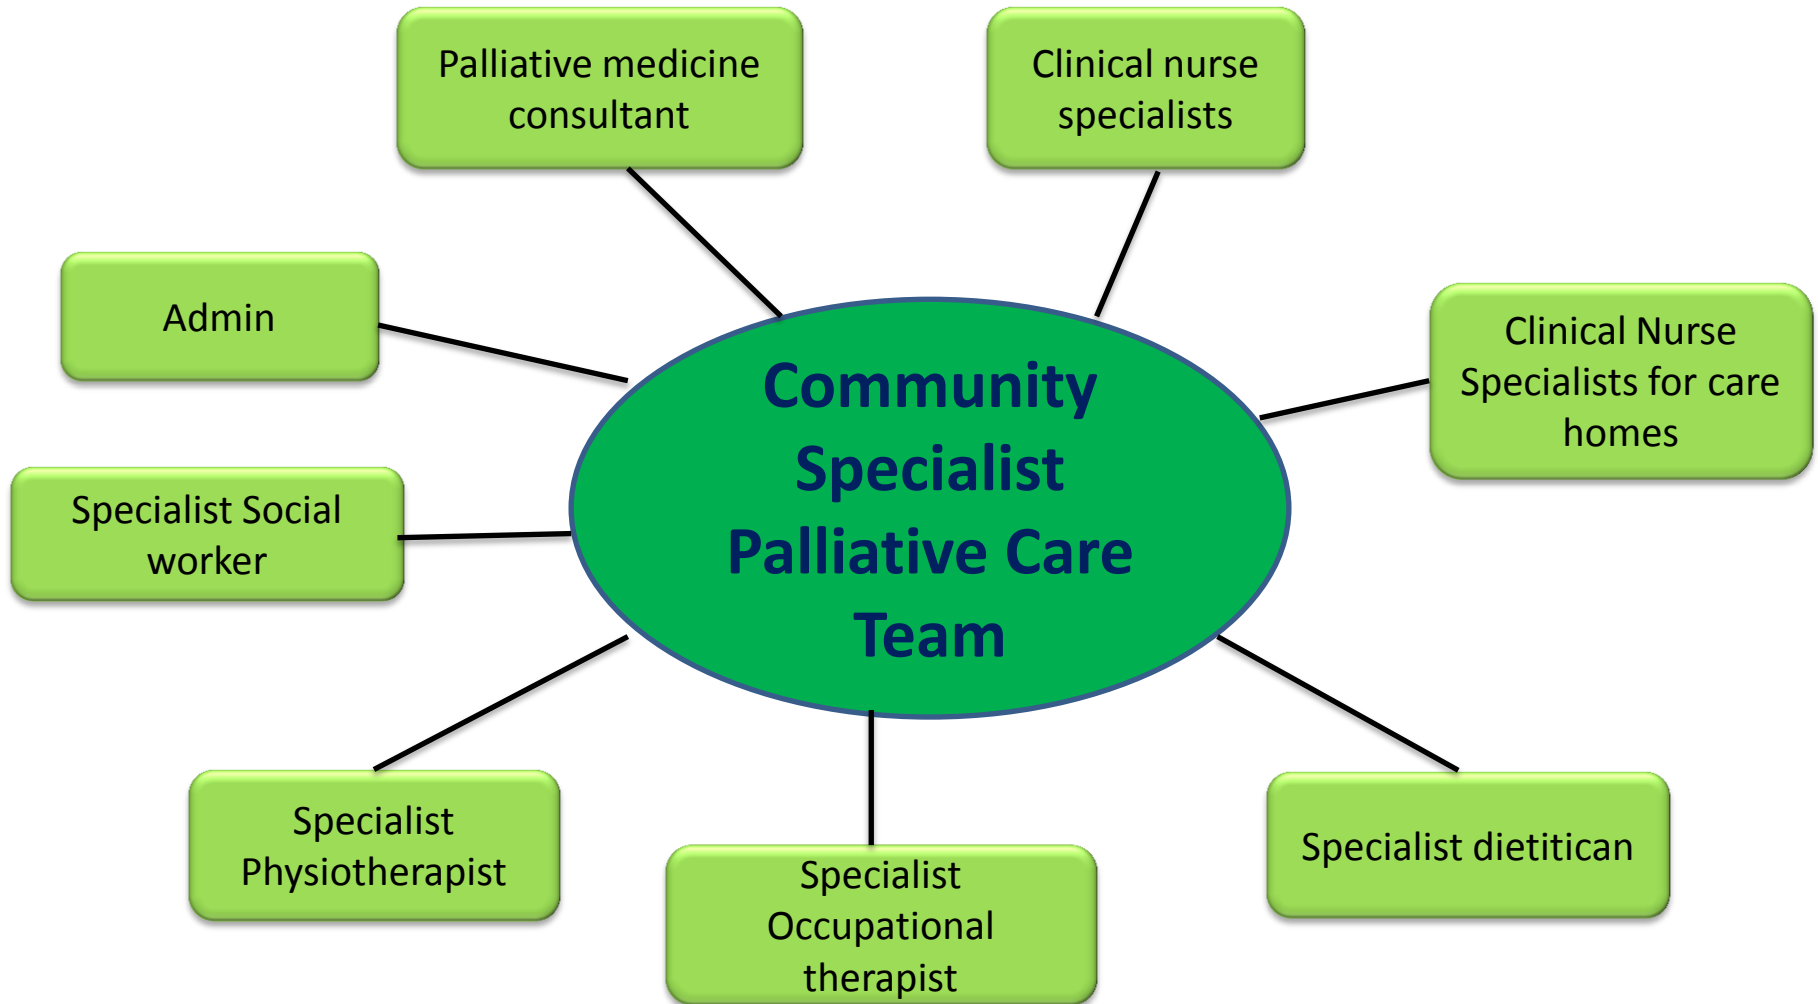 Palliative medicine
consultant
Clinical nurse
specialists
Admin
Clinical Nurse
Specialists for care
homes
Community
Specialist
Palliative Care
Team
Specialist Social
worker
Specialist
Physiotherapist
Specialist
Occupational
therapist
Specialist dietitican